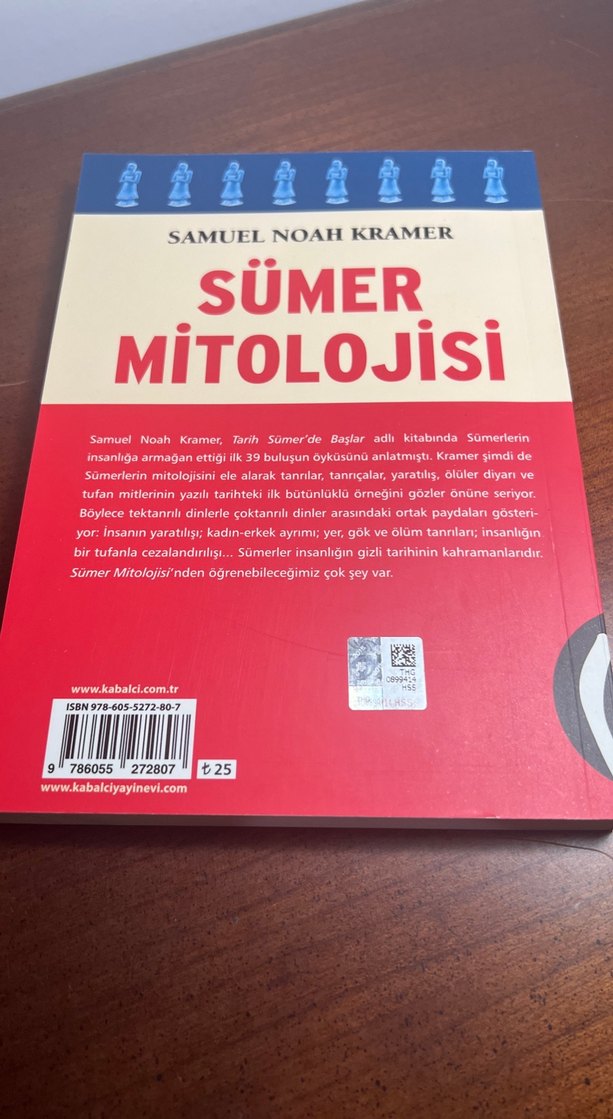 SAMUEL NOAH KRAMER
SÜMER
MİTOLOJİSİ
Samuel Noah Kramer, Tarih Sümer’de Başlar adlı kitabında Sümerlerin
insanlığa armağan ettiği ilk 39 buluşun öyküsünü anlatmıştı. Kramer şimdi de
Sümerlerin mitolojisini ele alarak tanrılar, tanrıçalar, yaratılış, ölüler diyarı ve
tufan mitlerinin yazılı tarihteki ilk bütünlüklü örneğini gözler önüne seriyor.
Böylece tektanrılı dinlerle çoktanrılı dinler arasındaki ortak paydaları gösteri-
yor: İnsanın yaratılışı; kadın-erkek ayrımı; yer, gök ve ölüm tanrıları; insanlığın
bir tufanla cezalandırılışı... Sümerler insanlığın gizli tarihinin kahramanlarıdır.
Sümer Mitolojisi’nden öğrenebileceğimiz çok şey var.
THG
0899414
HSS
www.kabalci.com.tr
ISBN 978-605-5272-80-7
9 786055 272807
₺ 25
www.kabalciyayinevi.com